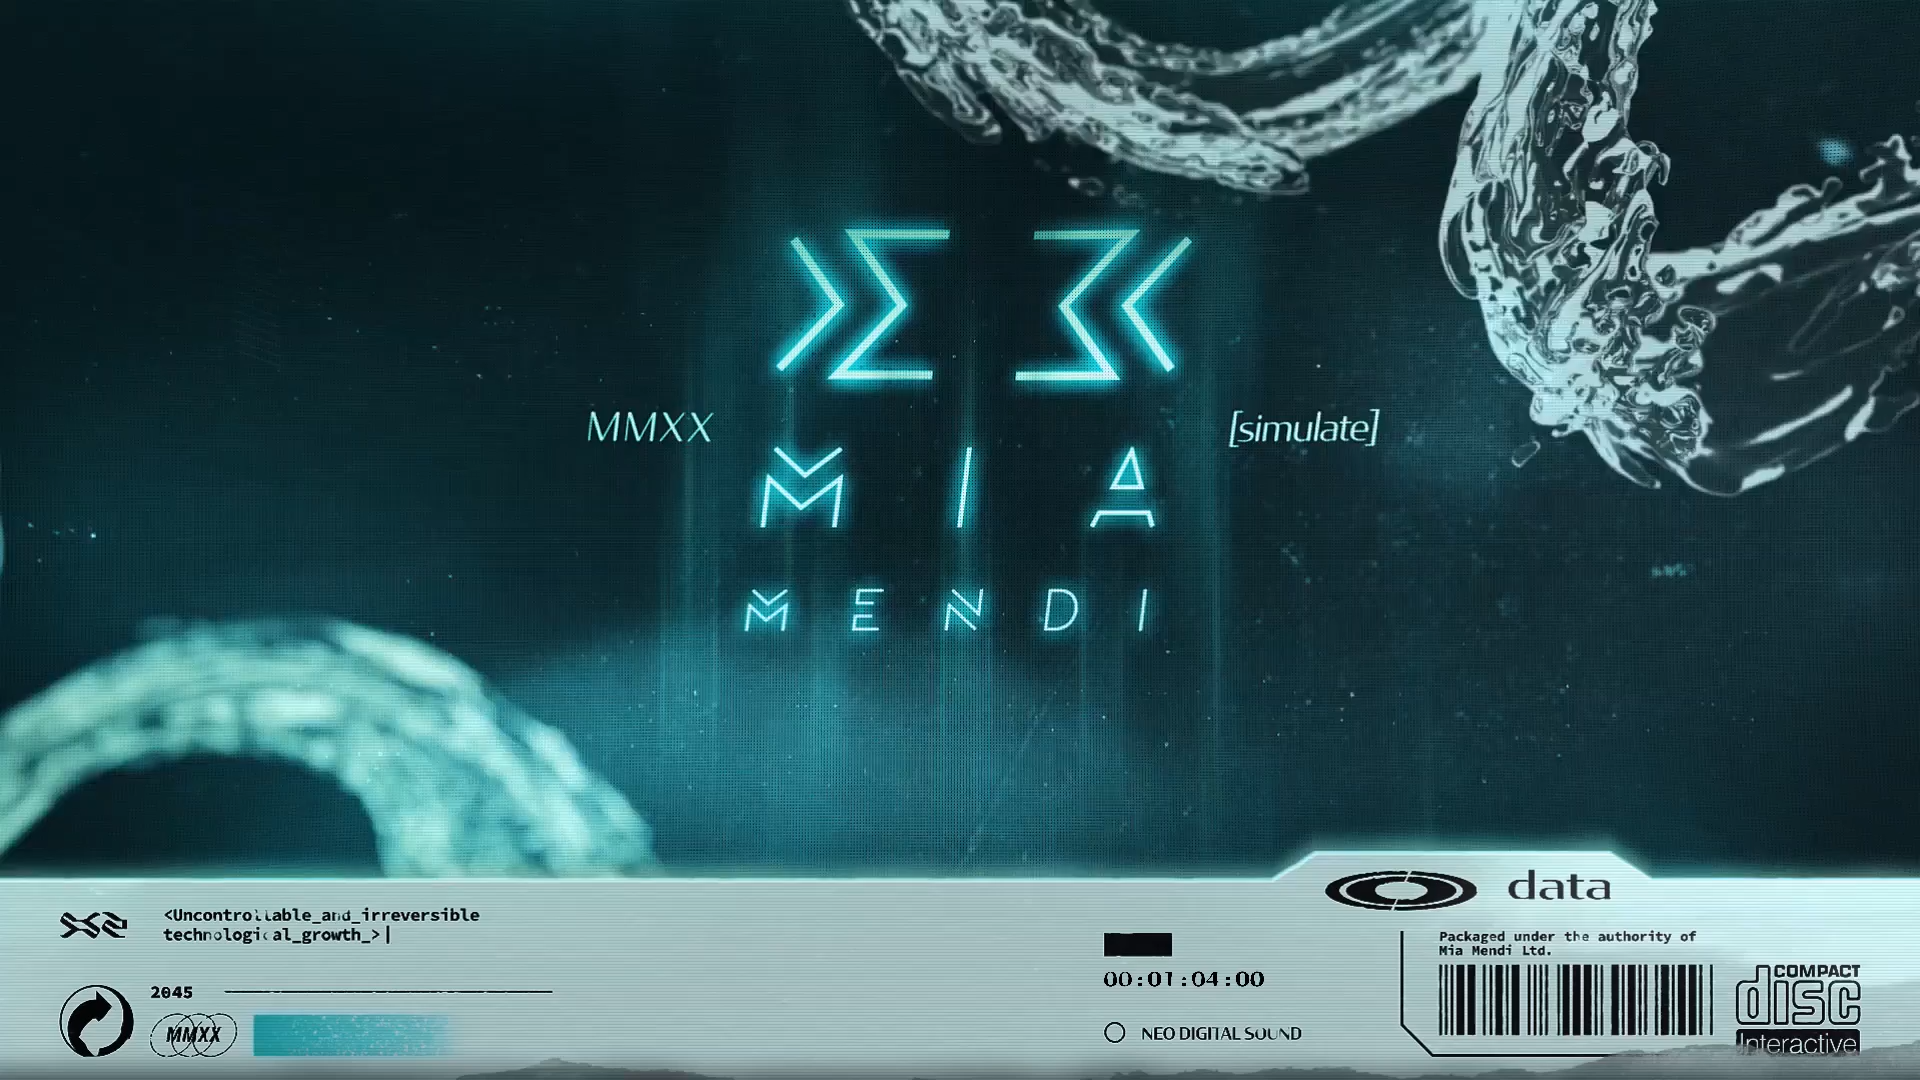 MMXX
[simulate]
MIA
MENDI
data
<Uncontrollable_and_irreversible
technological_growth_>|
Packaged under the authority of
Mia Mendi Ltd.
00:01:04:00
2045
MMXX
NEO DIGITAL SOUND
COMPACT
disc
Interactive